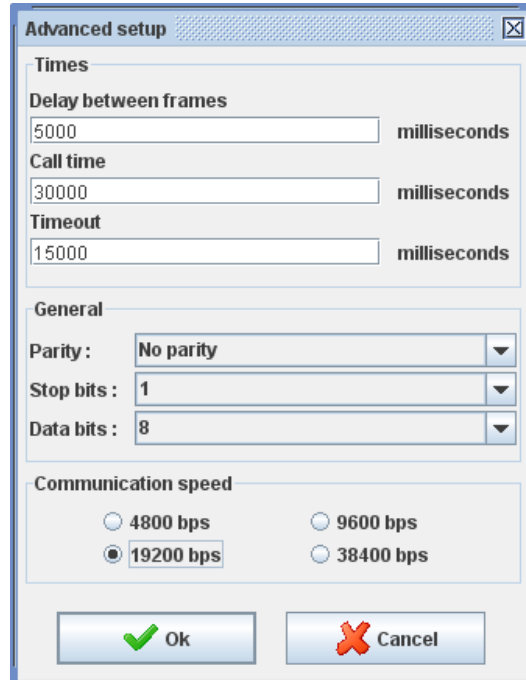 Advanced setup
Times
Delay between frames
5000 milliseconds
Call time
30000 milliseconds
Timeout
15000 milliseconds
General
Parity : No parity
Stop bits : 1
Data bits : 8
Communication speed
4800 bps 9600 bps
19200 bps 38400 bps
Ok Cancel